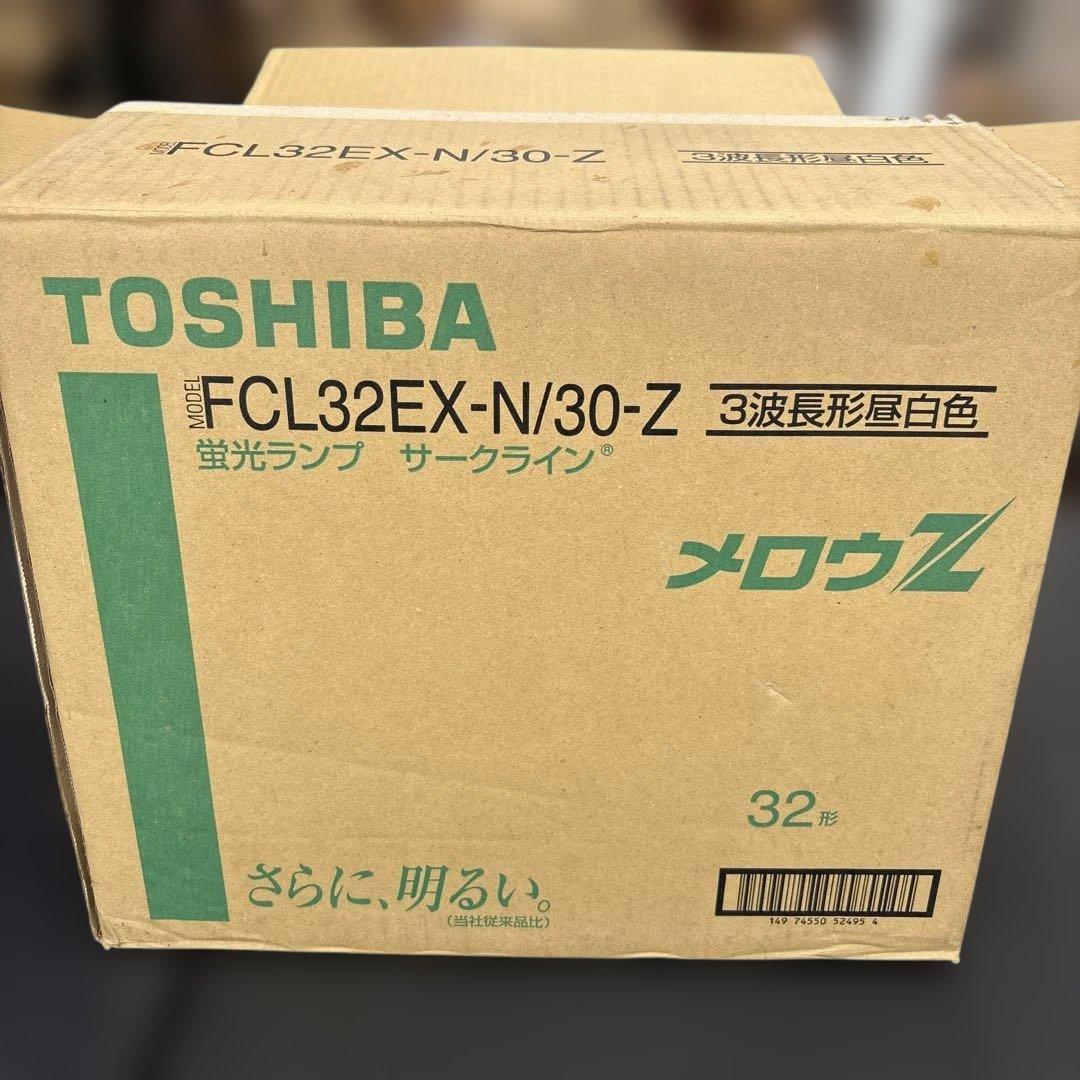 MODEL FCL32EX-N/30-Z 3波長形昼白色
TOSHIBA
MODEL FCL32EX-N/30-Z 3波長形昼白色
蛍光ランプ サークライン®
メロウZ
32形
さらに、明るい。
(当社従来品比)
149 74550 52495 4